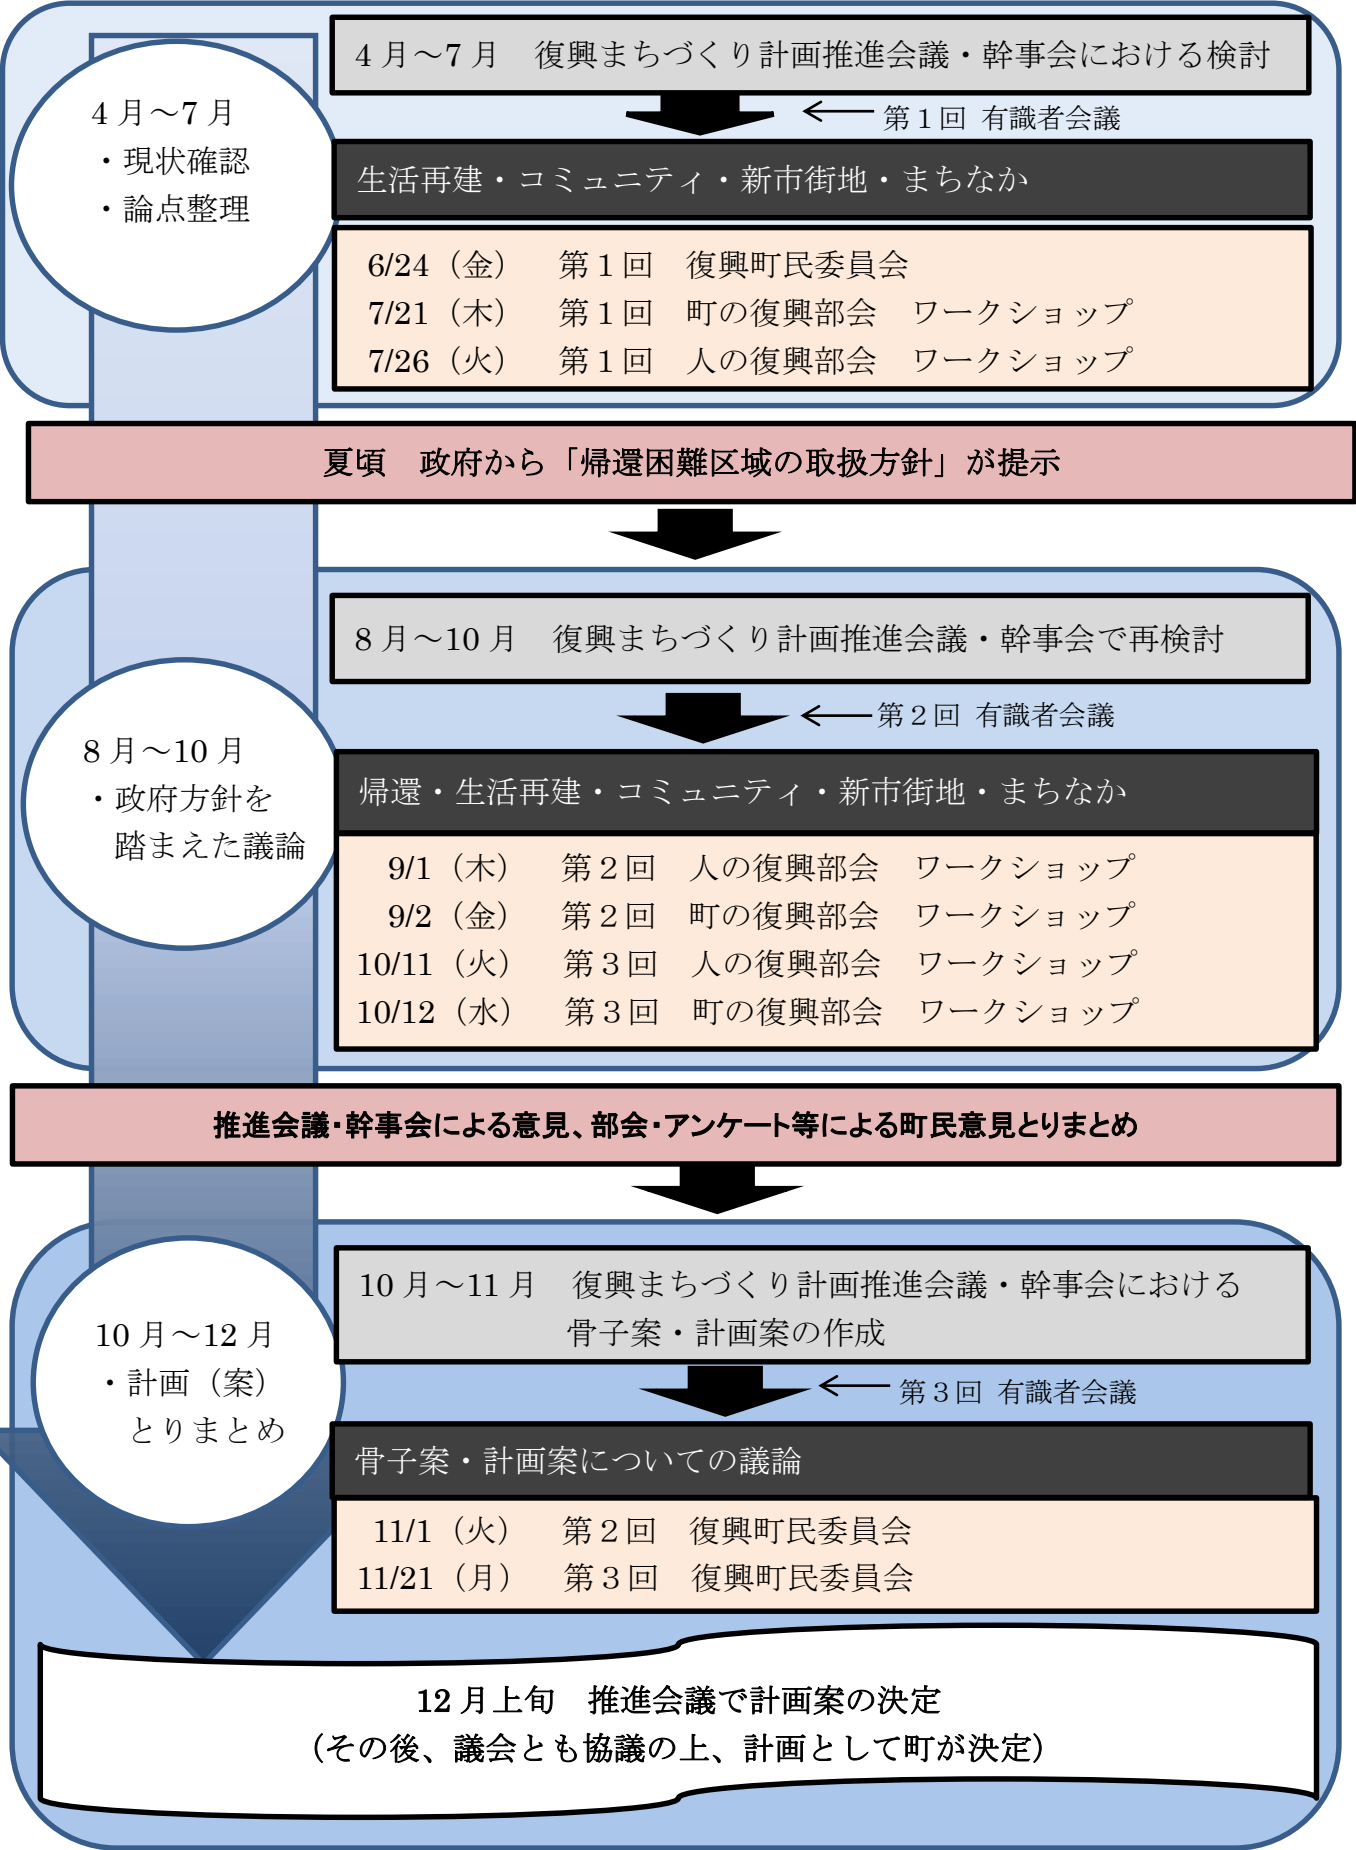 4月～7月
・現状確認
・論点整理
4月～7月　復興まちづくり計画推進会議・幹事会における検討
第１回 有識者会議
生活再建・コミュニティ・新市街地・まちなか
6/24（金）　第１回　復興町民委員会
7/21（木）　第１回　町の復興部会　ワークショップ
7/26（火）　第１回　人の復興部会　ワークショップ
夏頃　政府から「帰還困難区域の取扱方針」が提示
8月～10月
・政府方針を
踏まえた議論
8月～10月　復興まちづくり計画推進会議・幹事会で再検討
第２回 有識者会議
帰還・生活再建・コミュニティ・新市街地・まちなか
9/1（木）　第２回　人の復興部会　ワークショップ
9/2（金）　第２回　町の復興部会　ワークショップ
10/11（火）　第３回　人の復興部会　ワークショップ
10/12（水）　第３回　町の復興部会　ワークショップ
推進会議・幹事会による意見、部会・アンケート等による町民意見とりまとめ
10月～12月
・計画（案）
とりまとめ
10月～11月　復興まちづくり計画推進会議・幹事会における
骨子案・計画案の作成
第３回 有識者会議
骨子案・計画案についての議論
11/1（火）　第２回　復興町民委員会
11/21（月）　第３回　復興町民委員会
12月上旬　推進会議で計画案の決定
（その後、議会とも協議の上、計画として町が決定）